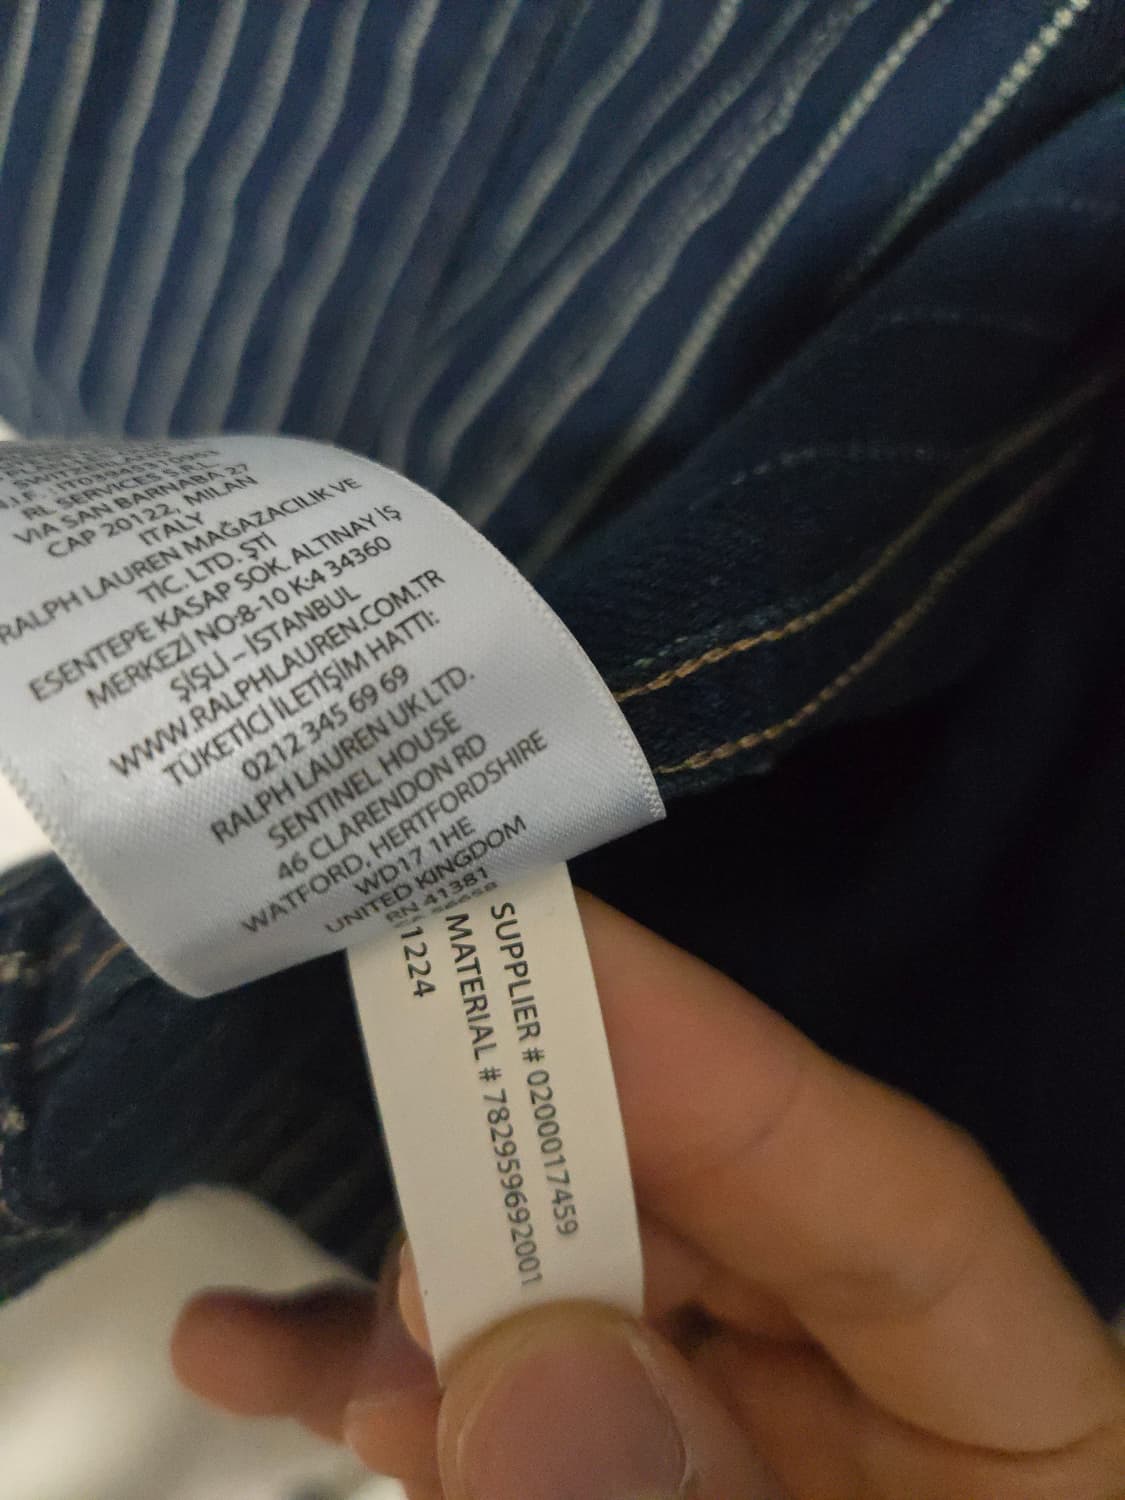 RL SERVICES S.R.L.
VIA SAN BARNABA 27
CAP 20122, MILAN
ITALY
RALPH LAUREN MAĞAZACILIK VE
TİC. LTD. ŞTİ
ESENTEPE KASAP SOK. ALTINAY İŞ
MERKEZİ NO:8-10 K:4 34360
ŞİŞLİ – İSTANBUL
WWW.RALPHLAUREN.COM.TR
TÜKETİCİ İLETİŞİM HATTI:
0212 345 69 69
RALPH LAUREN UK LTD.
SENTINEL HOUSE
46 CLARENDON RD
WATFORD, HERTFORDSHIRE
WD17 1HE
UNITED KINGDOM
RN 41381
SUPPLIER # 0200017459
MATERIAL # 782959692001
1224